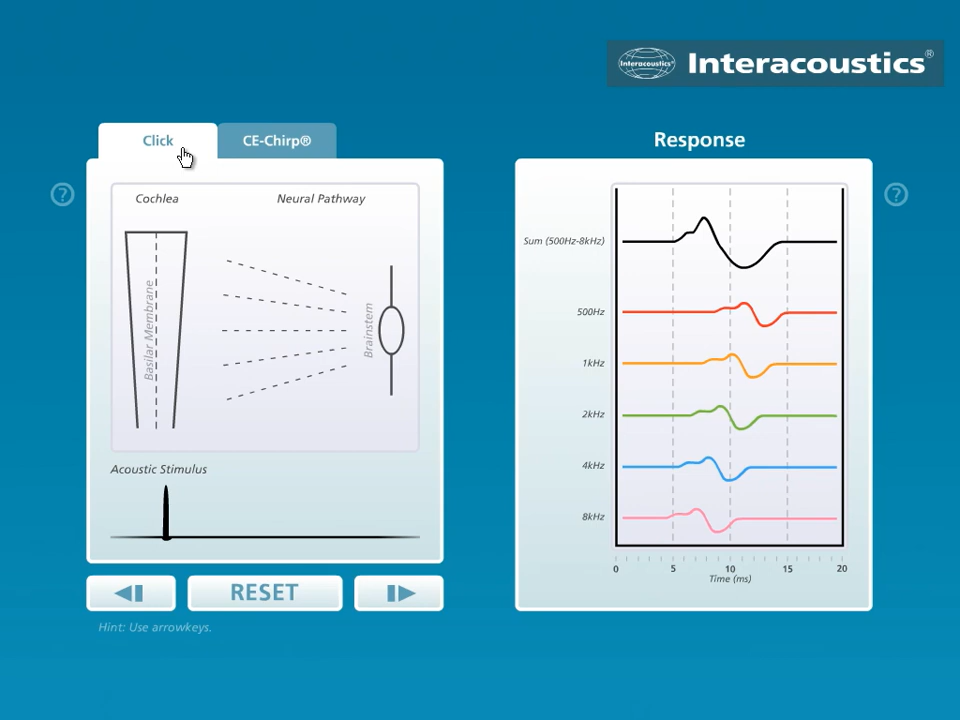 Interacoustics
Interacoustics®
Click
CE-Chirp®
Response
?
?
Cochlea
Neural Pathway
Basilar Membrane
Brainstem
Acoustic Stimulus
Sum (500Hz-8kHz)
500Hz
1kHz
2kHz
4kHz
8kHz
0 5 10 15 20
Time (ms)
RESET
Hint: Use arrowkeys.